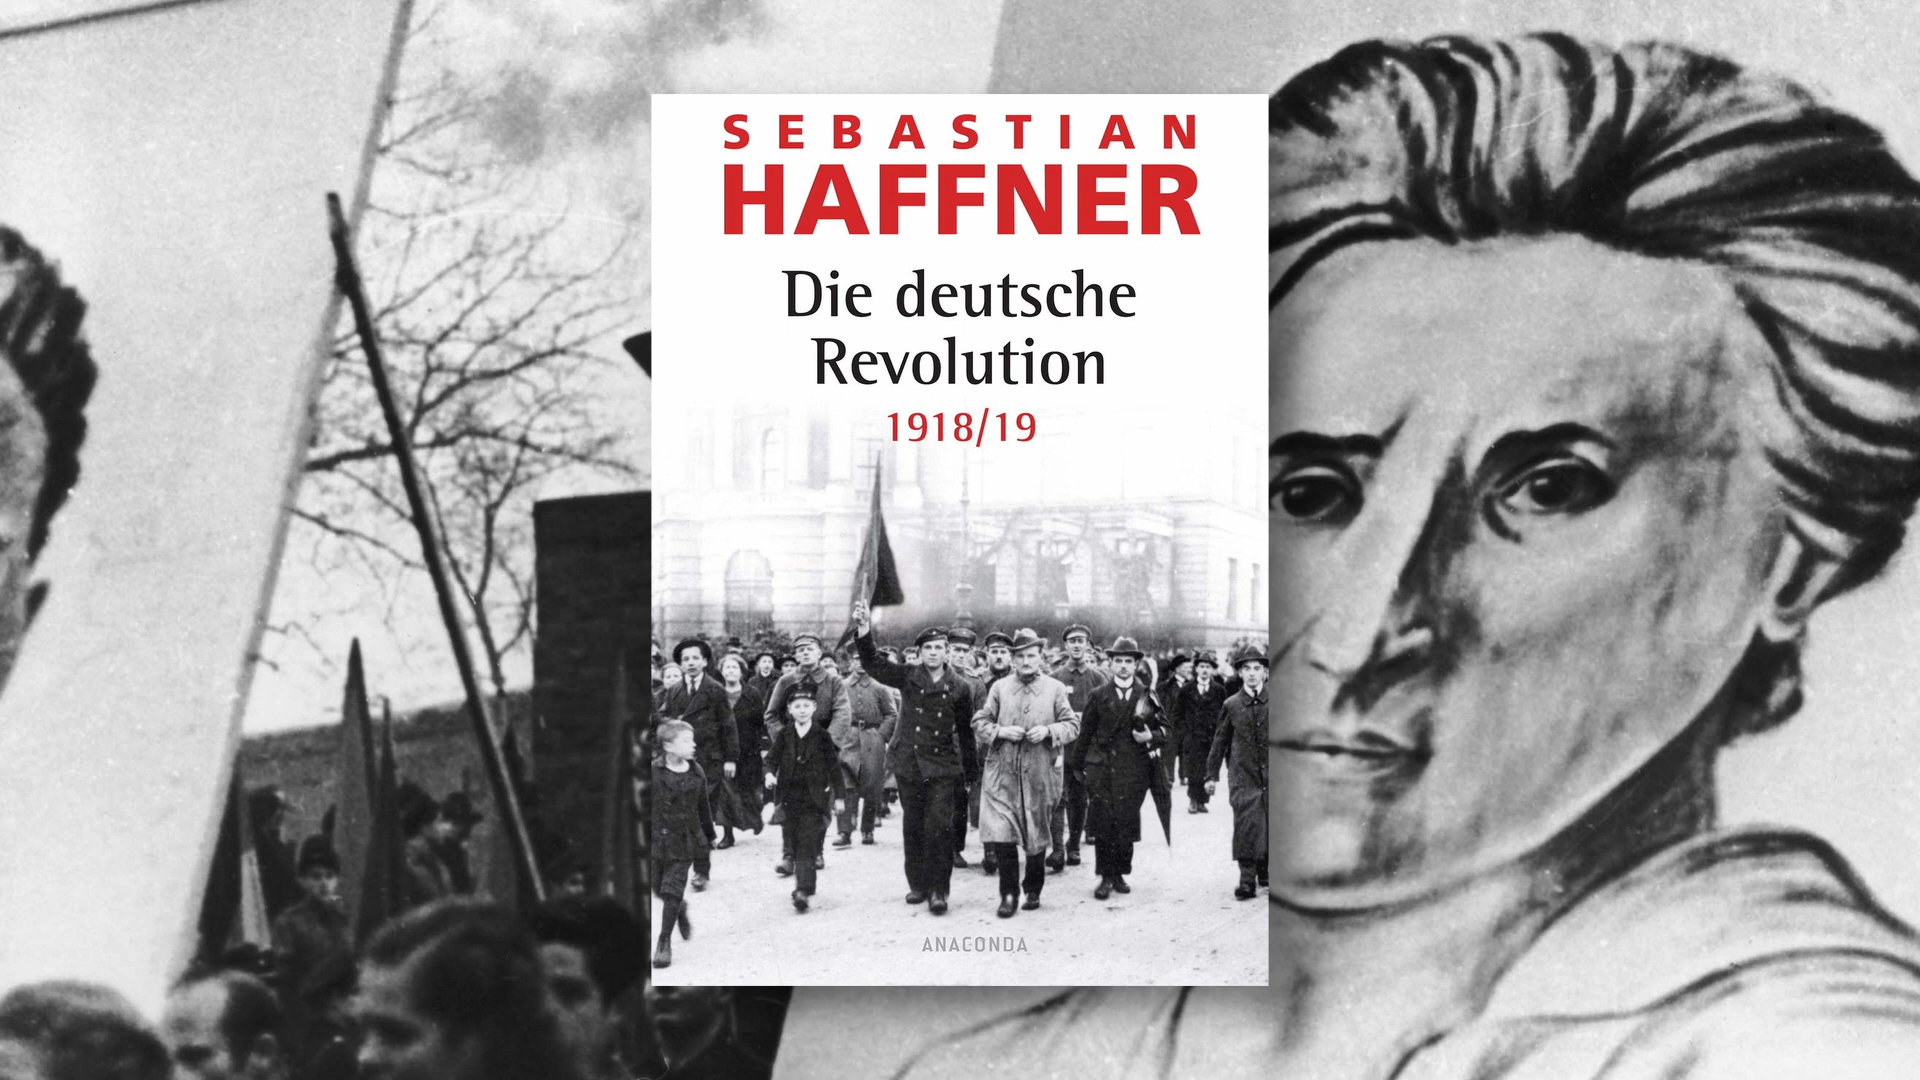 SEBASTIAN
HAFFNER
Die deutsche
Revolution
1918/19
ANACONDA